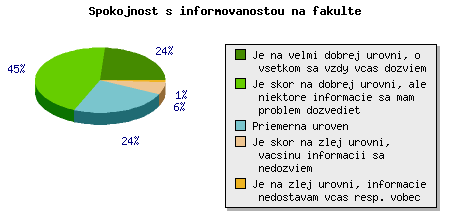 Spokojnost s informovanostou na fakulte
24%
45%
1%
6%
24%
Je na velmi dobrej urovni, o
vsetkom sa vzdy vcas dozviem
Je skor na dobrej urovni, ale
niektore informacie sa mam
problem dozvediet
Priemerna uroven
Je skor na zlej urovni,
vacsinu informacii sa
nedozviem
Je na zlej urovni, informacie
nedostavam vcas resp. vobec